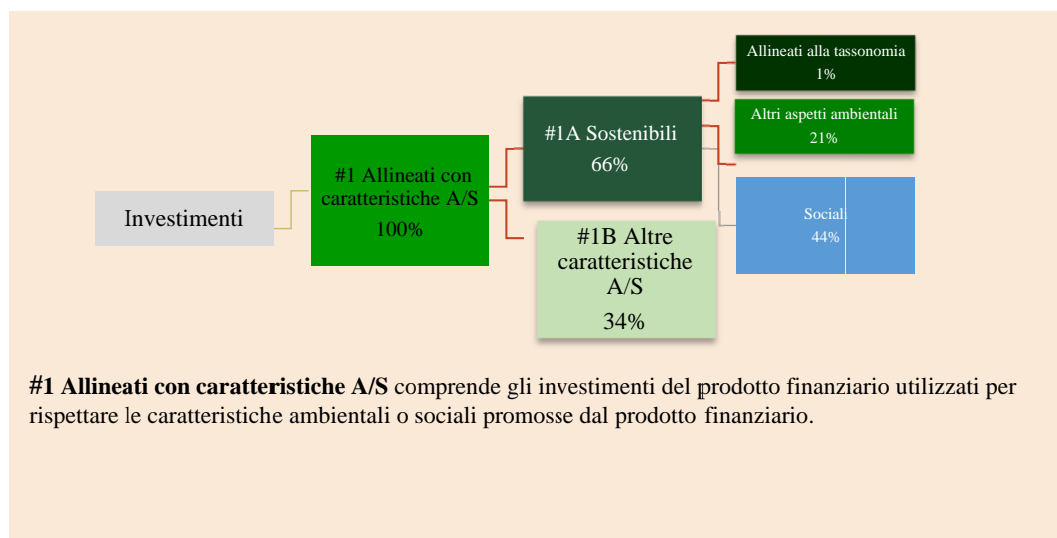 Investimenti
#1 Allineati con
caratteristiche A/S
100%
#1A Sostenibili
66%
#1B Altre
caratteristiche
A/S
34%
Allineati alla tassonomia
1%
Altri aspetti ambientali
21%
Sociali
44%
#1 Allineati con caratteristiche A/S comprende gli investimenti del prodotto finanziario utilizzati per
rispettare le caratteristiche ambientali o sociali promosse dal prodotto finanziario.